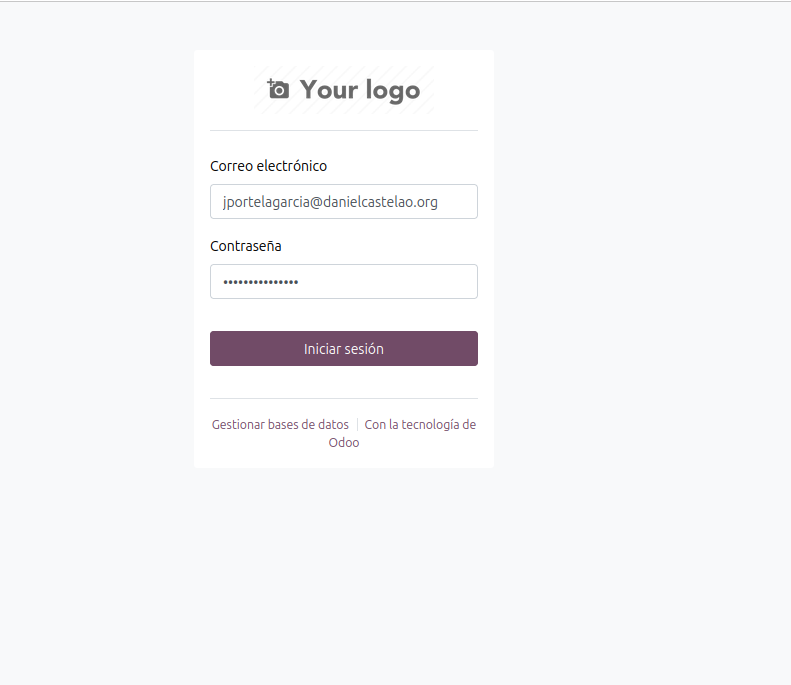 Your logo
Correo electrónico
jportelagarcia@danielcastelao.org
Contraseña
•••••••••••••••
Iniciar sesión
Gestionar bases de datos | Con la tecnología de
Odoo